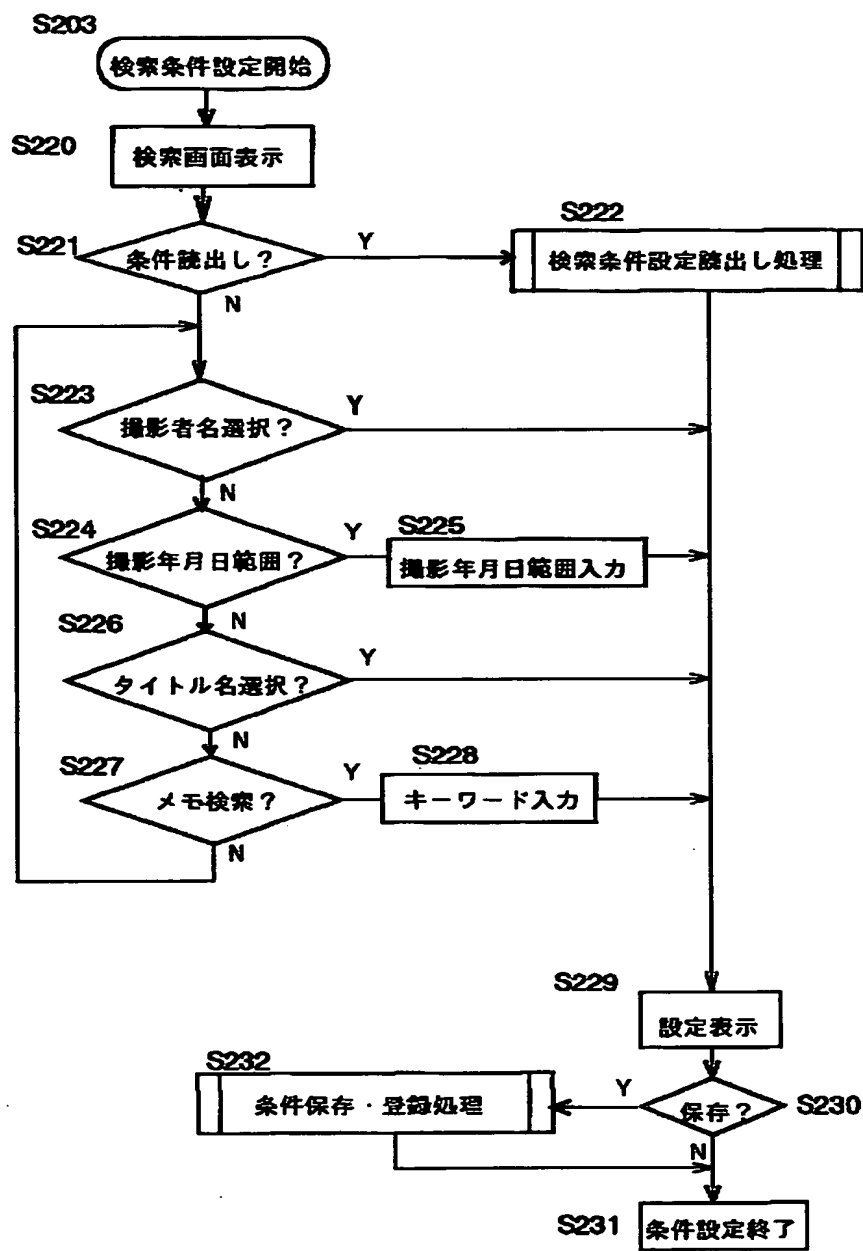 S203
検索条件設定開始
S220
検索画面表示
S221
条件読出し？
Y
S222
検索条件設定読出し処理
N
S223
撮影者名選択？
Y
N
S224
撮影年月日範囲？
Y
S225
撮影年月日範囲入力
N
S226
タイトル名選択？
Y
N
S227
メモ検索？
Y
S228
キーワード入力
N
S229
設定表示
S232
条件保存・登録処理
Y
保存？
S230
N
S231
条件設定終了